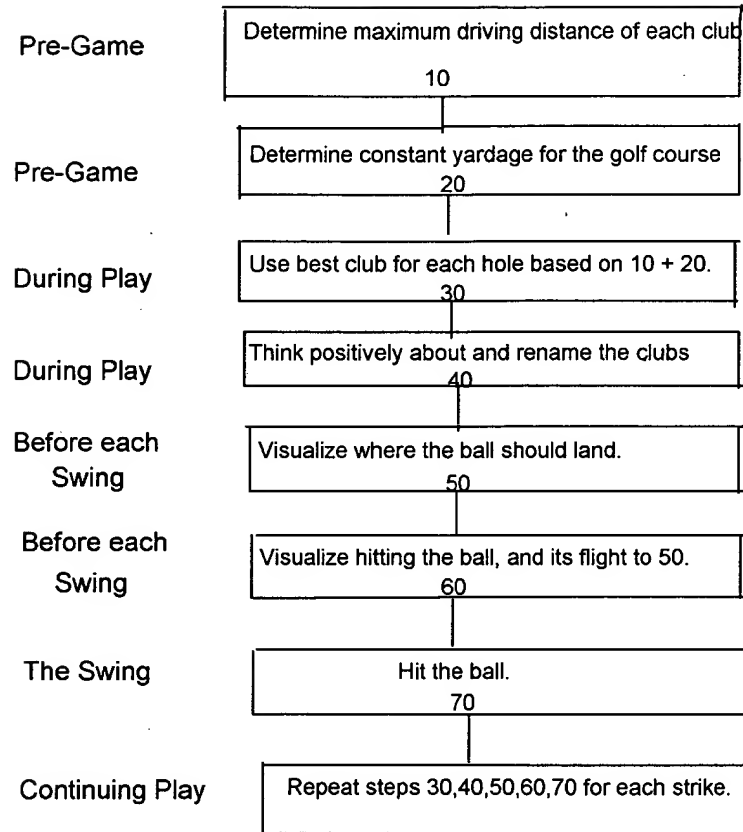 Pre-Game
Determine maximum driving distance of each club
10
Pre-Game
Determine constant yardage for the golf course
20
During Play
Use best club for each hole based on 10 + 20.
30
During Play
Think positively about and rename the clubs
40
Before each
Swing
Visualize where the ball should land.
50
Before each
Swing
Visualize hitting the ball, and its flight to 50.
60
The Swing
Hit the ball.
70
Continuing Play
Repeat steps 30,40,50,60,70 for each strike.